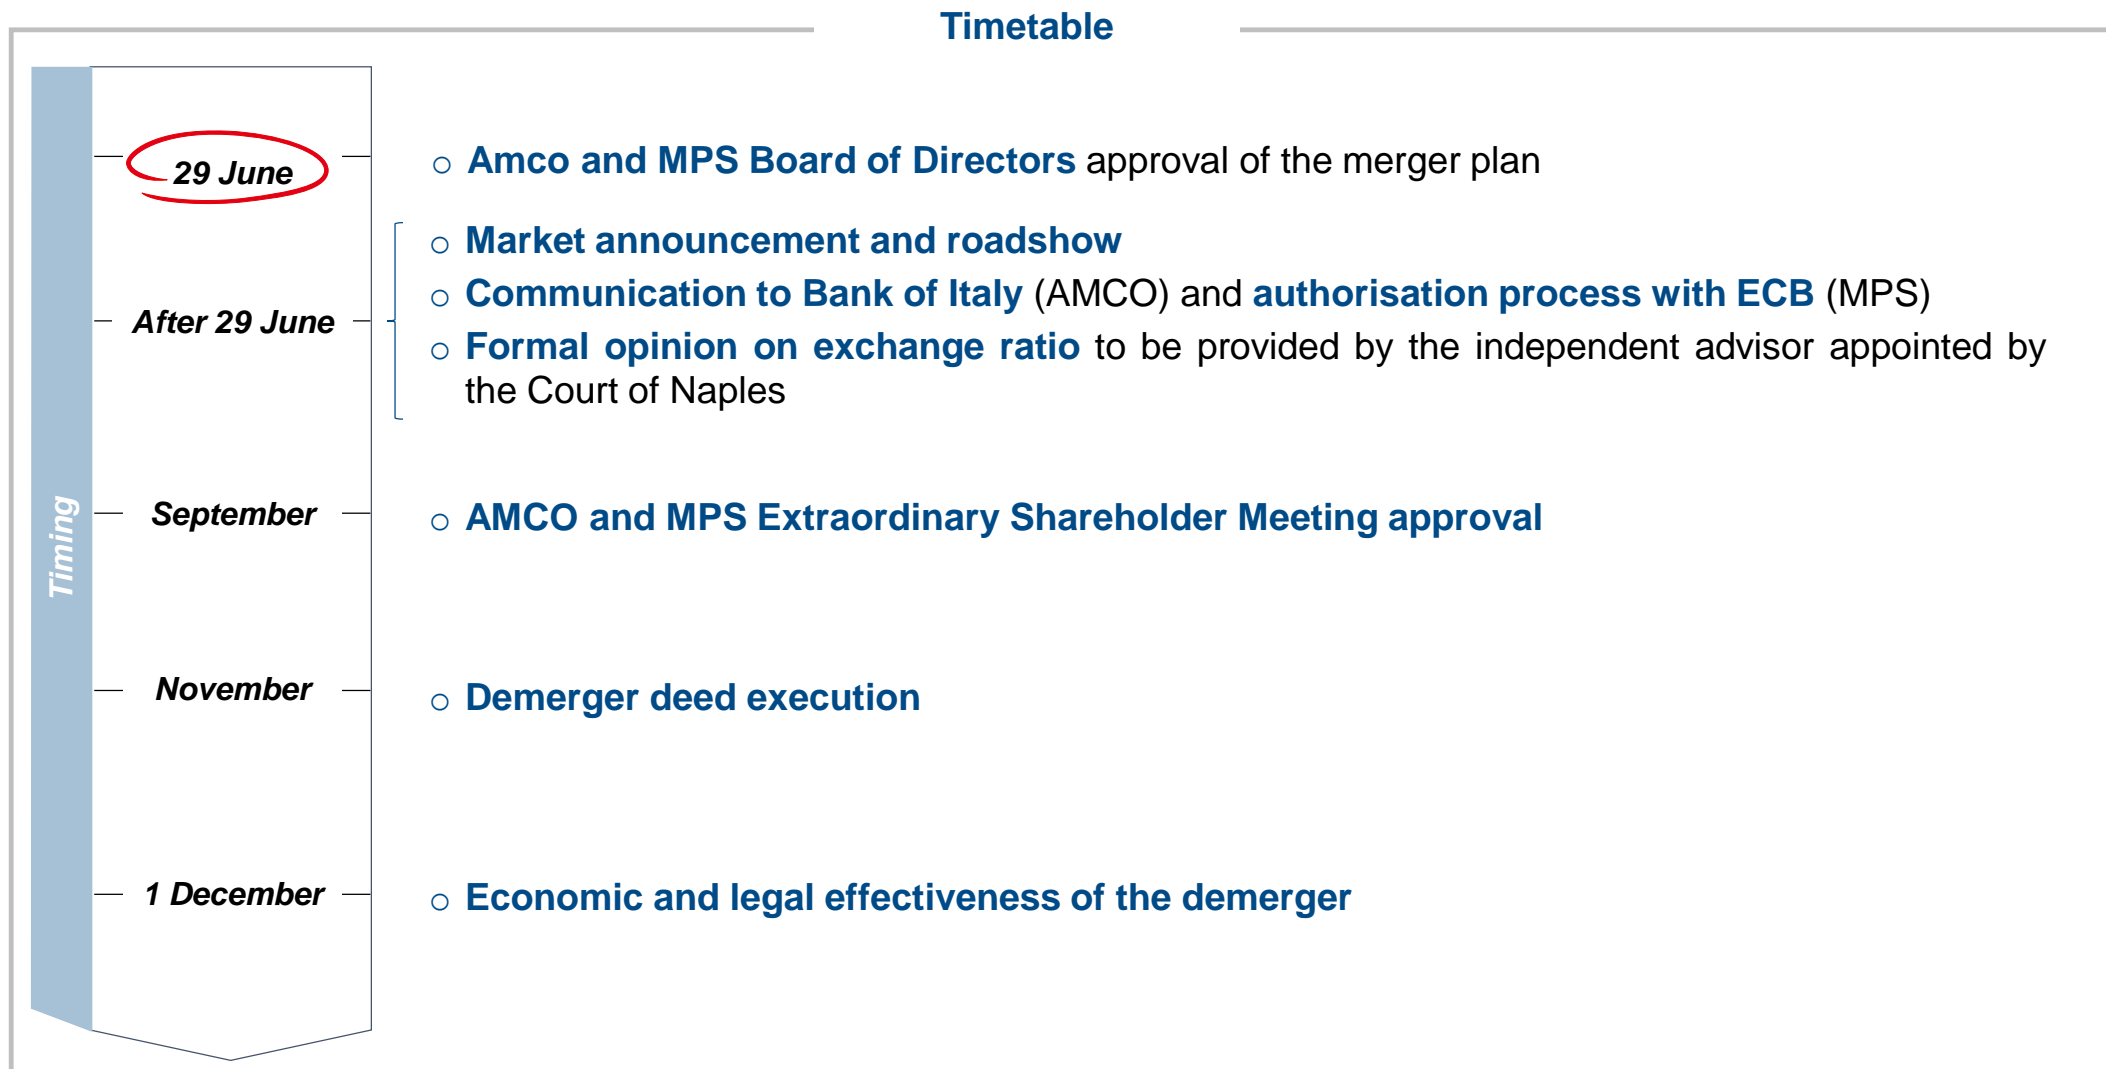 Timetable
Timing
29 June
○ Amco and MPS Board of Directors approval of the merger plan
After 29 June
○ Market announcement and roadshow
○ Communication to Bank of Italy (AMCO) and authorisation process with ECB (MPS)
○ Formal opinion on exchange ratio to be provided by the independent advisor appointed by
the Court of Naples
September
○ AMCO and MPS Extraordinary Shareholder Meeting approval
November
○ Demerger deed execution
1 December
○ Economic and legal effectiveness of the demerger